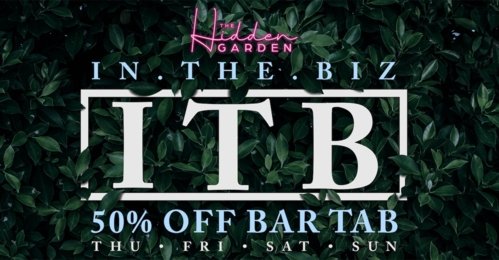 THE
Hidden
GARDEN
IN.THE.BIZ
ITB
50% OFF BAR TAB
THU • FRI • SAT • SUN